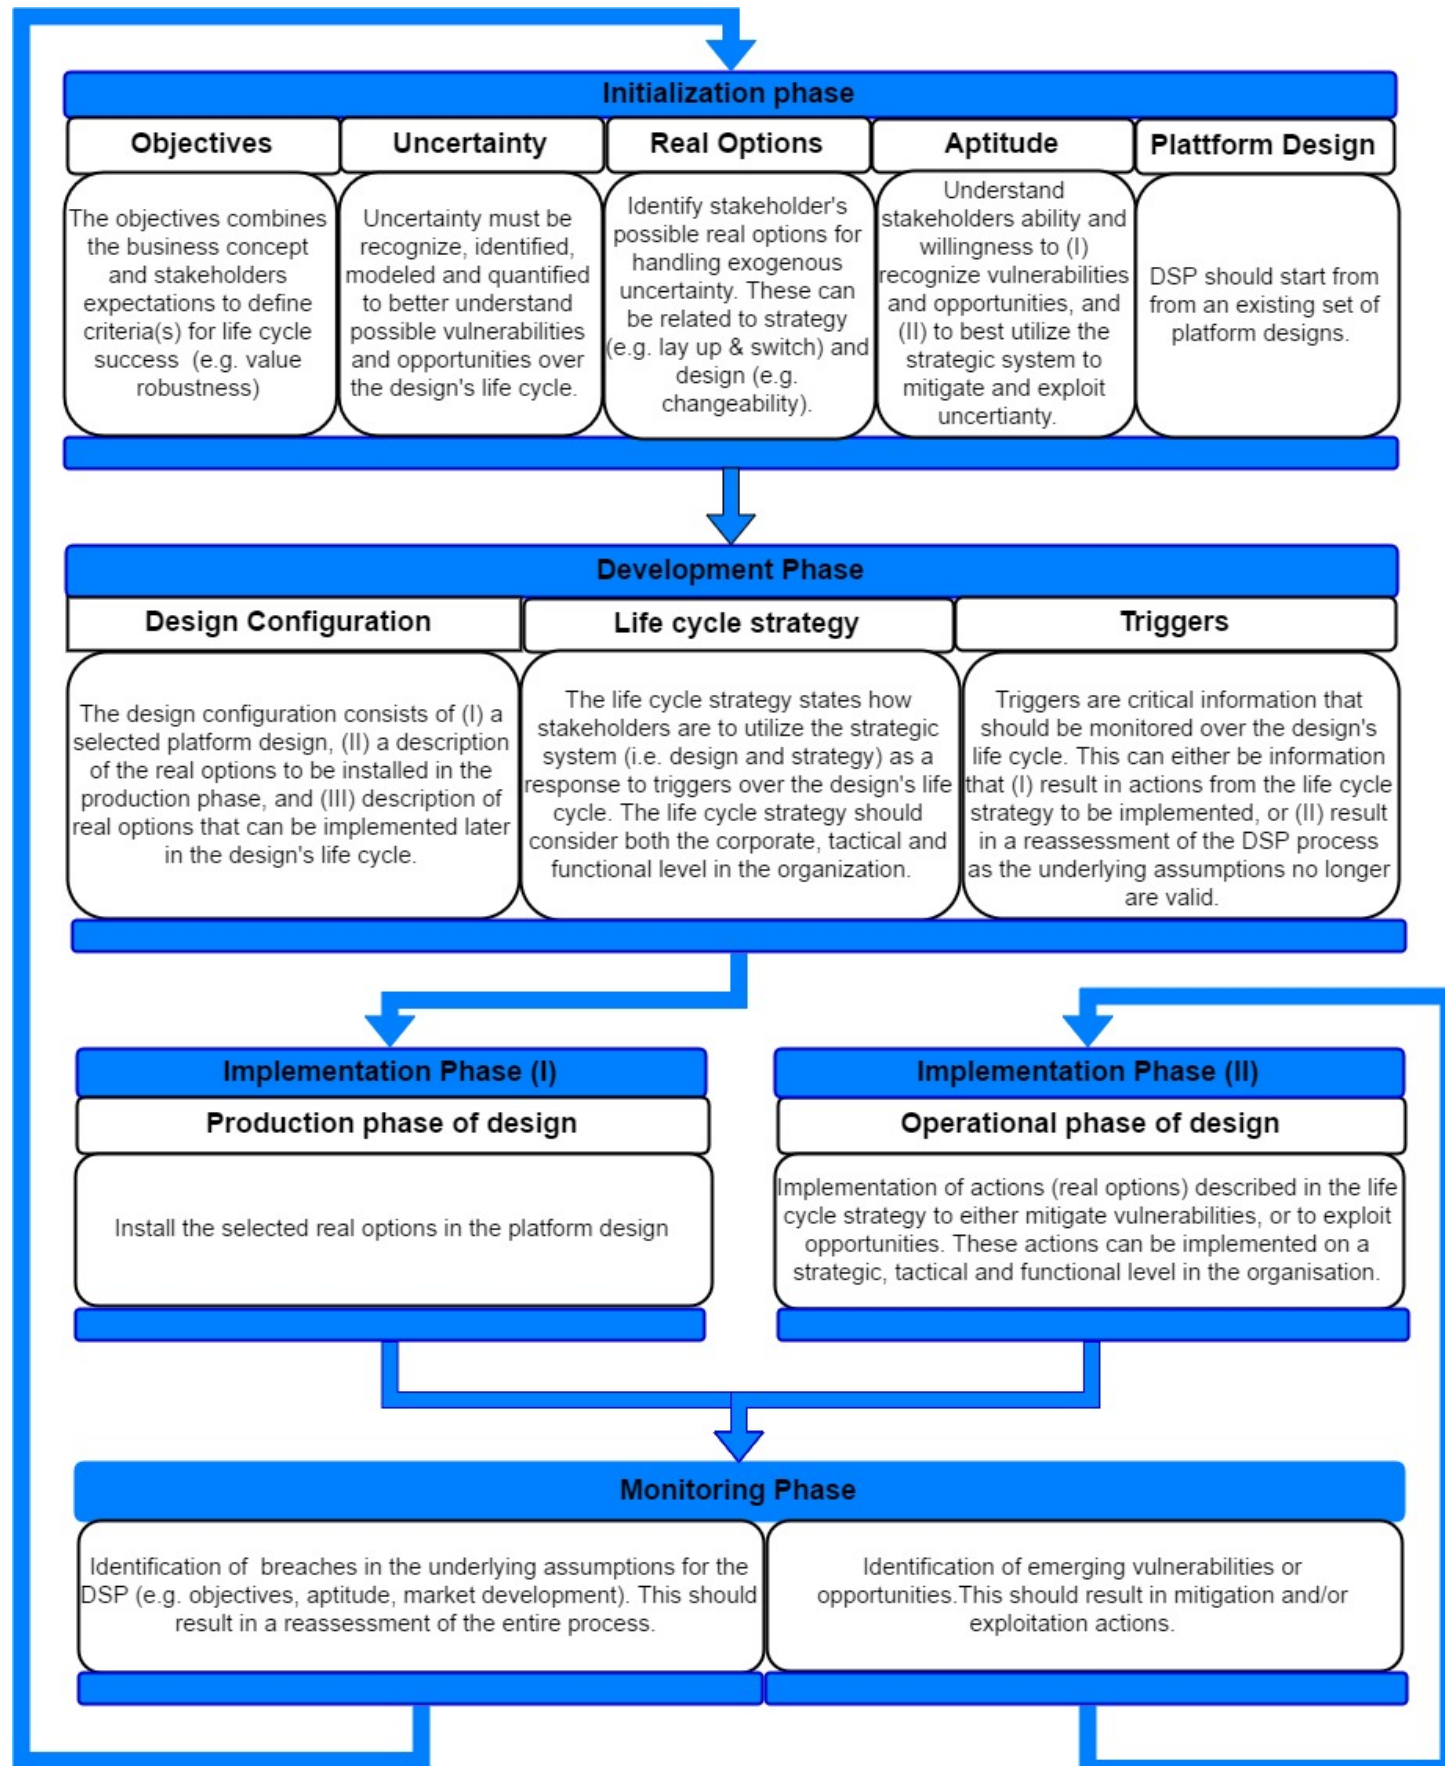 Initialization phase
Objectives
Uncertainty
Real Options
Aptitude
Plattform Design
The objectives combines
the business concept
and stakeholders
expectations to define
criteria(s) for life cycle
success  (e.g. value
robustness)
Uncertainty must be
recognize, identified,
modeled and quantified
to better understand
possible vulnerabilities
and opportunities over
the design's life cycle.
Identify stakeholder's
possible real options for
handling exogenous
uncertainty. These can
be related to strategy
(e.g. lay up & switch) and
design (e.g.
changeability).
Understand
stakeholders ability and
willingness to (I)
recognize vulnerabilities
and opportunities, and
(II) to best utilize the
strategic system to
mitigate and exploit
uncertianty.
DSP should start from
from an existing set of
platform designs.
Development Phase
Design Configuration
Life cycle strategy
Triggers
The design configuration consists of (I) a
selected platform design, (II) a description
of the real options to be installed in the
production phase, and (III) description of
real options that can be implemented later
in the design's life cycle.
The life cycle strategy states how
stakeholders are to utilize the strategic
system (i.e. design and strategy) as a
response to triggers over the design's life
cycle. The life cycle strategy should
consider both the corporate, tactical and
functional level in the organization.
Triggers are critical information that
should be monitored over the design's
life cycle. This can either be information
that (I) result in actions from the life cycle
strategy to be implemented, or (II) result
in a reassessment of the DSP process
as the underlying assumptions no longer
are valid.
Implementation Phase (I)
Production phase of design
Install the selected real options in the platform design
Implementation Phase (II)
Operational phase of design
Implementation of actions (real options) described in the life
cycle strategy to either mitigate vulnerabilities, or to exploit
opportunities. These actions can be implemented on a
strategic, tactical and functional level in the organisation.
Monitoring Phase
Identification of  breaches in the underlying assumptions for the
DSP (e.g. objectives, aptitude, market development). This should
result in a reassessment of the entire process.
Identification of emerging vulnerabilities or
opportunities.This should result in mitigation and/or
exploitation actions.